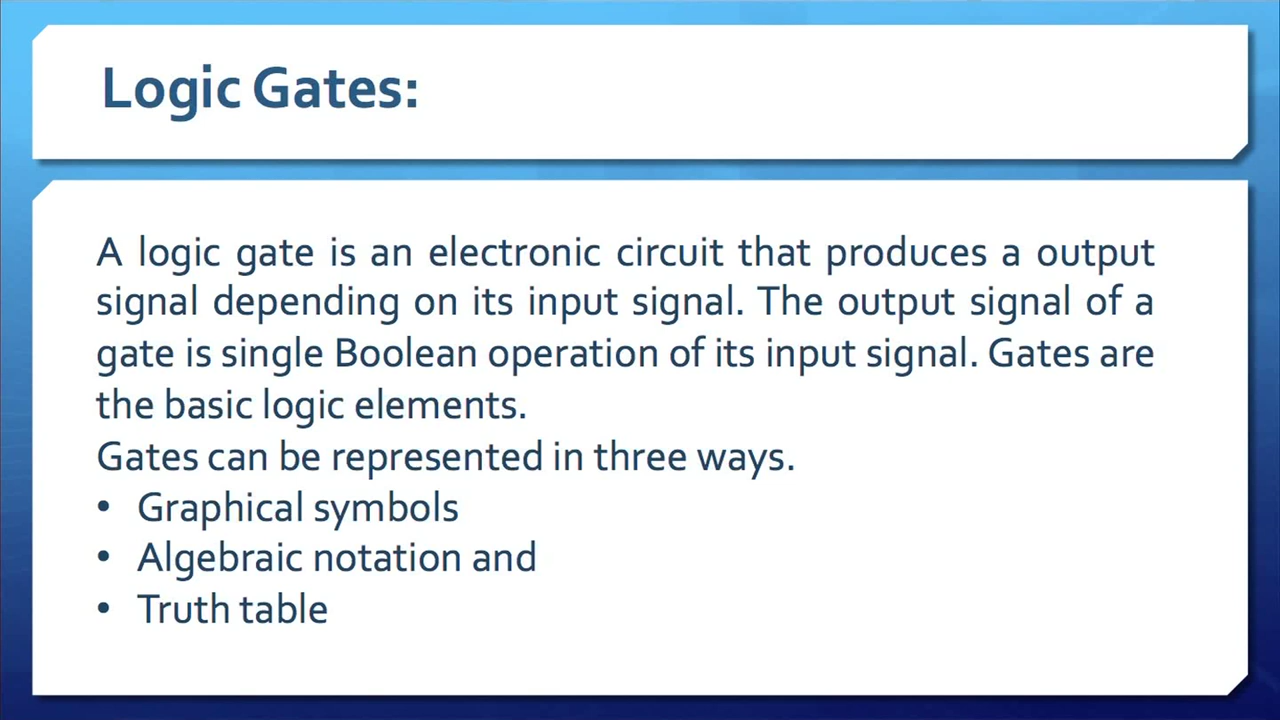 Logic Gates:
A logic gate is an electronic circuit that produces a output
signal depending on its input signal. The output signal of a
gate is single Boolean operation of its input signal. Gates are
the basic logic elements.
Gates can be represented in three ways.
• Graphical symbols
• Algebraic notation and
• Truth table